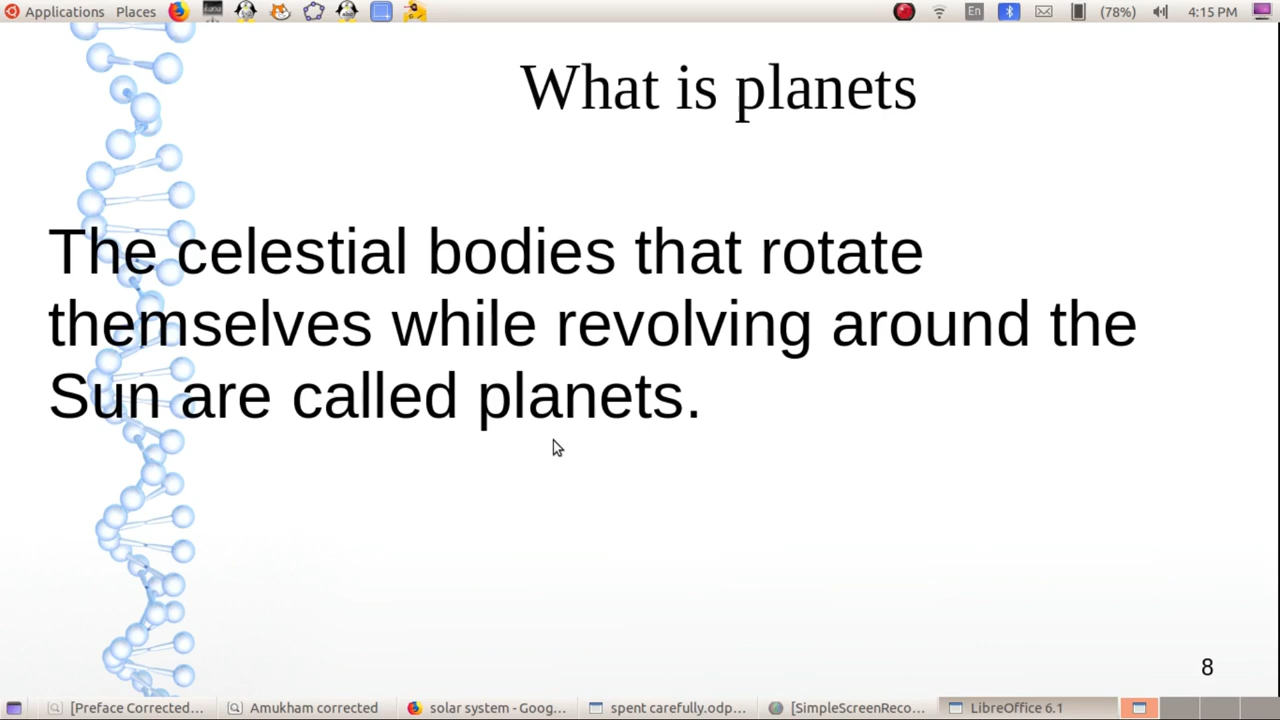 Applications Places En (78%) 4:15 PM
What is planets
The celestial bodies that rotate
themselves while revolving around the
Sun are called planets.
8
[Preface Corrected... Amukham corrected solar system - Goog... spent carefully.odp... [SimpleScreenReco... LibreOffice 6.1